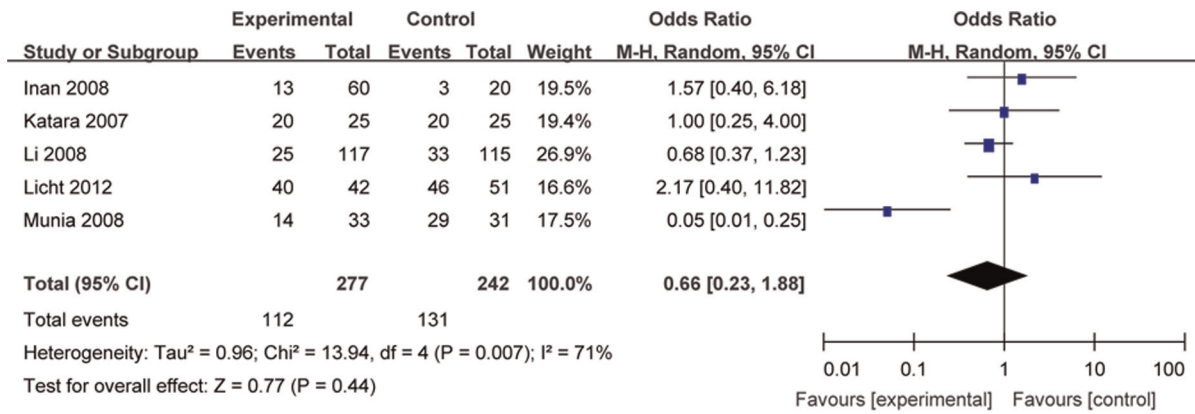 Experimental Control Odds Ratio Odds Ratio
Study or Subgroup Events Total Events Total Weight M-H, Random, 95% CI M-H, Random, 95% CI
Inan 2008 13 60 3 20 19.5% 1.57 [0.40, 6.18]
Katara 2007 20 25 20 25 19.4% 1.00 [0.25, 4.00]
Li 2008 25 117 33 115 26.9% 0.68 [0.37, 1.23]
Licht 2012 40 42 46 51 16.6% 2.17 [0.40, 11.82]
Munia 2008 14 33 29 31 17.5% 0.05 [0.01, 0.25]
Total (95% CI) 277 242 100.0% 0.66 [0.23, 1.88]
Total events 112 131
Heterogeneity: Tau² = 0.96; Chi² = 13.94, df = 4 (P = 0.007); I² = 71%
Test for overall effect: Z = 0.77 (P = 0.44)
0.01 0.1 1 10 100
Favours [experimental] Favours [control]